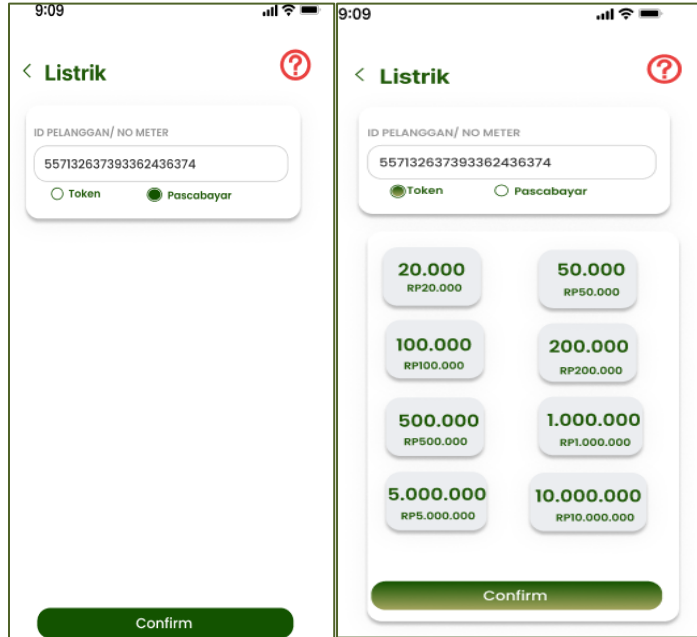 9:09
Listrik
?
ID PELANGGAN/ NO METER
557132637393362436374
Token Pascabayar
Confirm
9:09
Listrik
?
ID PELANGGAN/ NO METER
557132637393362436374
Token Pascabayar
20.000 50.000
RP20.000 RP50.000
100.000 200.000
RP100.000 RP200.000
500.000 1.000.000
RP500.000 RP1.000.000
5.000.000 10.000.000
RP5.000.000 RP10.000.000
Confirm